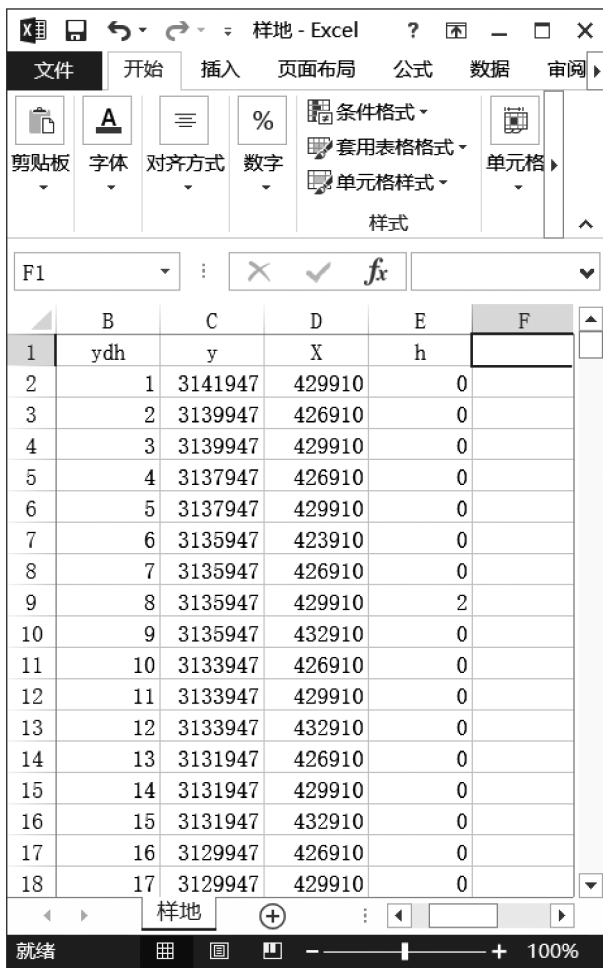 样地 - Excel ?
文件 开始 插入 页面布局 公式 数据 审阅
剪贴板 字体 对齐方式 数字 条件格式 套用表格格式 单元格样式 单元格
样式
F1 fx
B C D E F
1 ydh y X h
2 1 3141947 429910 0
3 2 3139947 426910 0
4 3 3139947 429910 0
5 4 3137947 426910 0
6 5 3137947 429910 0
7 6 3135947 423910 0
8 7 3135947 426910 0
9 8 3135947 429910 2
10 9 3135947 432910 0
11 10 3133947 426910 0
12 11 3133947 429910 0
13 12 3133947 432910 0
14 13 3131947 426910 0
15 14 3131947 429910 0
16 15 3131947 432910 0
17 16 3129947 426910 0
18 17 3129947 429910 0
样地
就绪 100%